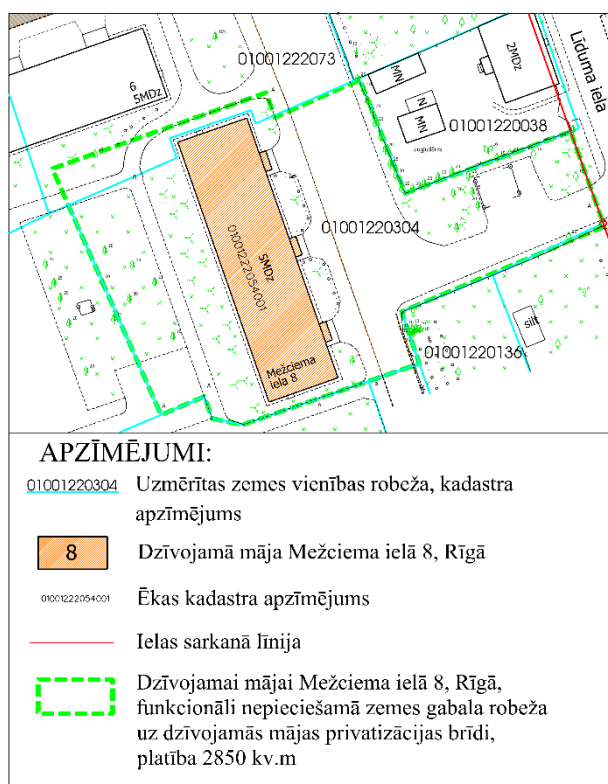 01001222073
6
5MDz
MN
N
MN
2MDz
Līduma iela
01001220038
01001220304
5MDz
01001222054001
Mežciema
iela 8
silt
01001220136
APZĪMĒJUMI:
01001220304 Uzmērītas zemes vienības robeža, kadastra
apzīmējums
8 Dzīvojamā māja Mežciema ielā 8, Rīgā
01001222054001 Ēkas kadastra apzīmējums
Ielas sarkanā līnija
Dzīvojamai mājai Mežciema ielā 8, Rīgā,
funkcionāli nepieciešamā zemes gabala robeža
uz dzīvojamās mājas privatizācijas brīdi,
platība 2850 kv.m